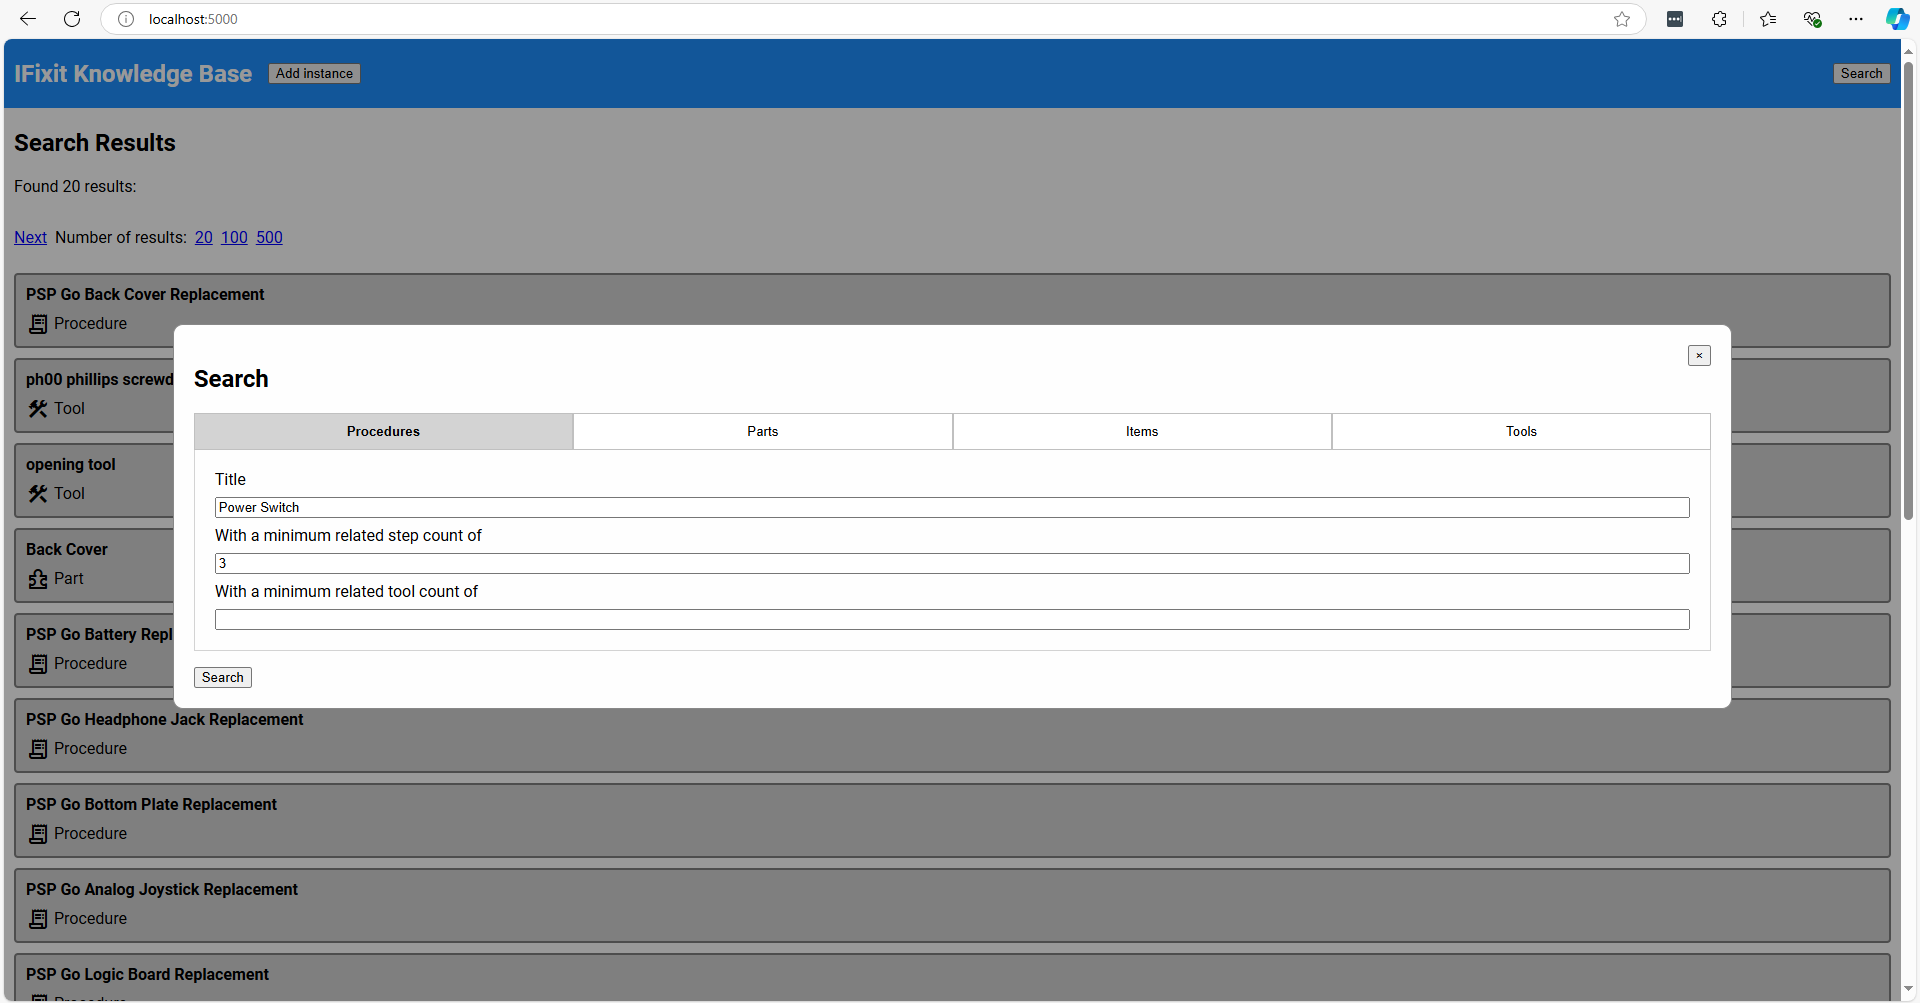 localhost:5000
IFixit Knowledge Base Add instance Search
Search Results
Found 20 results:
Next Number of results: 20 100 500
PSP Go Back Cover Replacement
Procedure
ph00 phillips screwd
Tool
opening tool
Tool
Back Cover
Part
PSP Go Battery Repl
Procedure
×
Search
Procedures Parts Items Tools
Title
Power Switch
With a minimum related step count of
3
With a minimum related tool count of
Search
PSP Go Headphone Jack Replacement
Procedure
PSP Go Bottom Plate Replacement
Procedure
PSP Go Analog Joystick Replacement
Procedure
PSP Go Logic Board Replacement
Procedure